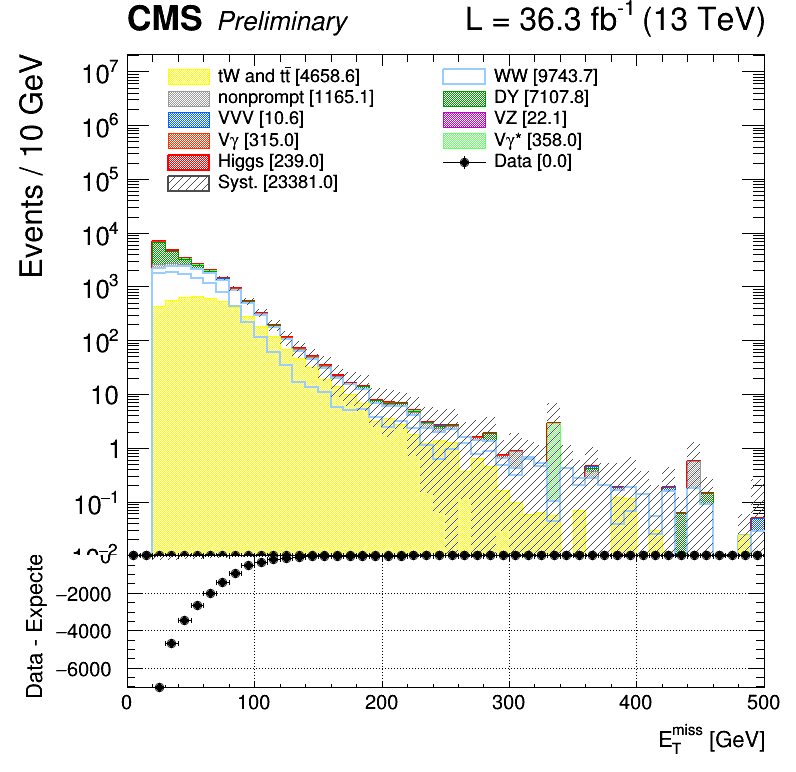 CMS Preliminary L = 36.3 fb⁻¹ (13 TeV)
tW and tt̄ [4658.6] WW [9743.7]
nonprompt [1165.1] DY [7107.8]
VVV [10.6] VZ [22.1]
Vγ [315.0] Vγ* [358.0]
Higgs [239.0] Data [0.0]
Syst. [23381.0]
Events / 10 GeV
10⁷
10⁶
10⁵
10⁴
10³
10²
10
1
10⁻¹
Data - Expecte
−2000
−4000
−6000
0 100 200 300 400 500
E_T^miss [GeV]